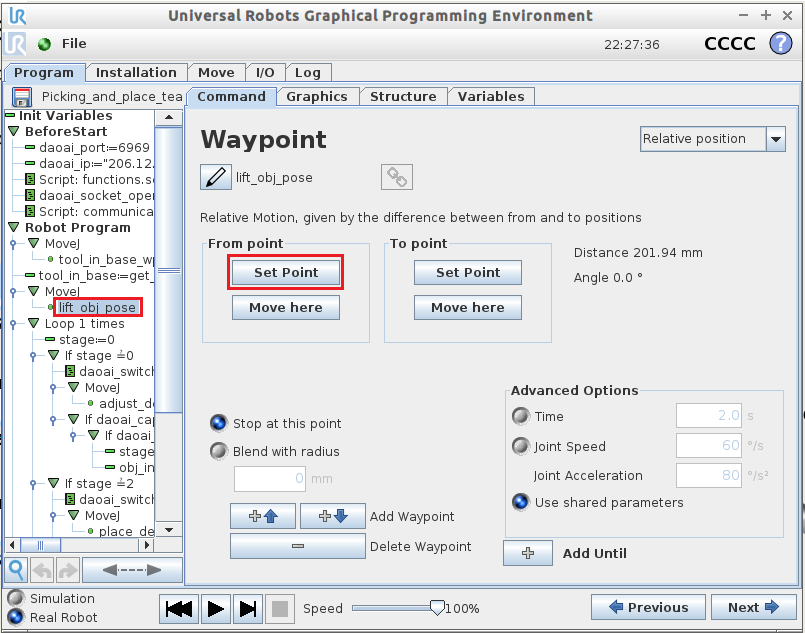 UR Universal Robots Graphical Programming Environment
UR File 22:27:36 CCCC ?
Program Installation Move I/O Log
Picking_and_place_tea Command Graphics Structure Variables
Init Variables
BeforeStart
daoai_port:=6969
daoai_ip:="206.12.
Script: functions.s
daoai_socket_ope
Script: communica
Robot Program
MoveJ
tool_in_base_w
tool_in_base:=get_
MoveJ
lift_obj_pose
Loop 1 times
stage:=0
If stage ≟0
daoai_switch
MoveJ
adjust_d
If daoai_ca
If daoai_
stage
obj_in
If stage ≟2
daoai_switch
MoveJ
place_de
Waypoint
Relative position
lift_obj_pose
Relative Motion, given by the difference between from and to positions
From point
Set Point
Move here
To point
Set Point
Move here
Distance 201.94 mm
Angle 0.0 °
Stop at this point
Blend with radius
0 mm
Add Waypoint
Delete Waypoint
Advanced Options
Time 2.0 s
Joint Speed 60 °/s
Joint Acceleration 80 °/s²
Use shared parameters
Add Until
Simulation
Real Robot
Speed 100%
Previous
Next